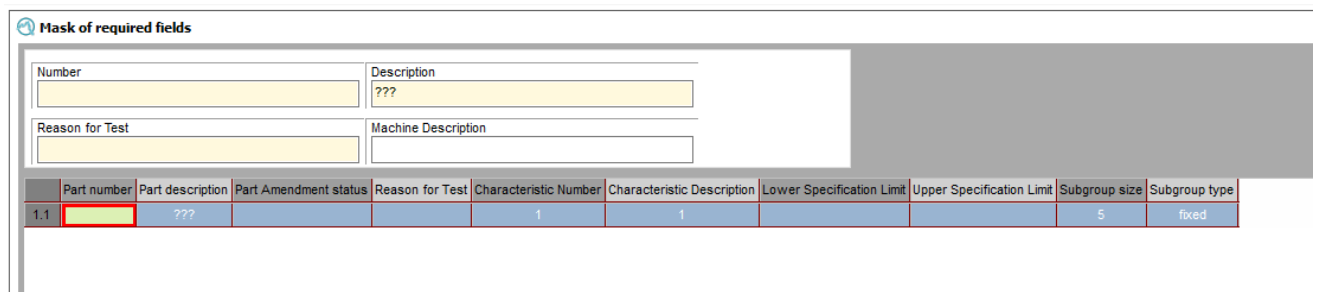 Mask of required fields
Number Description
???
Reason for Test Machine Description
Part number Part description Part Amendment status Reason for Test Characteristic Number Characteristic Description Lower Specification Limit Upper Specification Limit Subgroup size Subgroup type
1.1 ??? 1 1 5 fixed